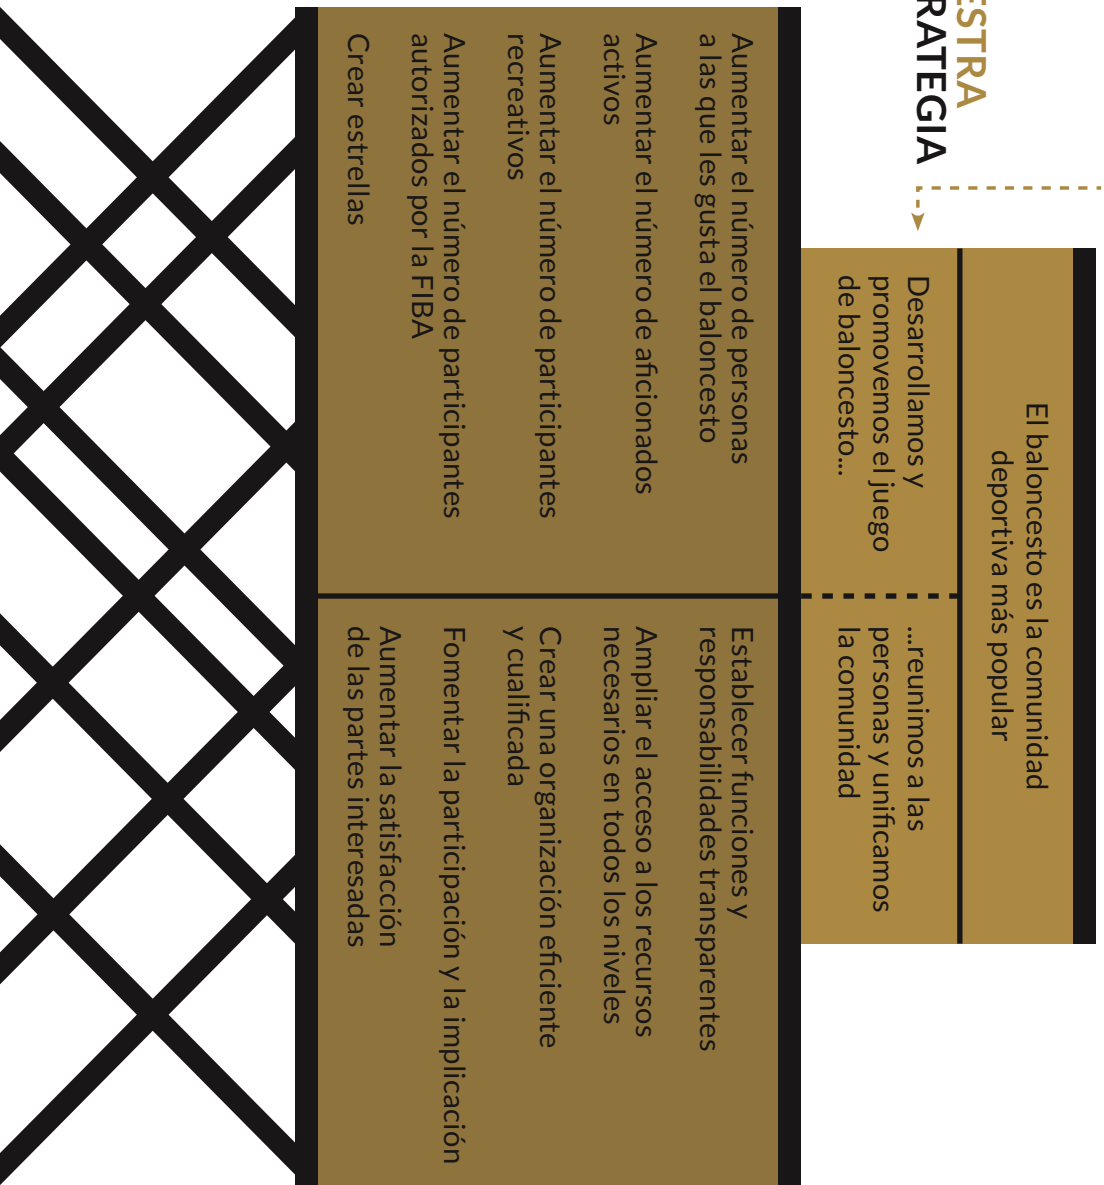 ESTRA
RATEGIA
El baloncesto es la comunidad
deportiva más popular
Desarrollamos y
promovemos el juego
de baloncesto...
...reunimos a las
personas y unificamos
la comunidad
Aumentar el número de personas
a las que les gusta el baloncesto
Aumentar el número de aficionados
activos
Aumentar el número de participantes
recreativos
Aumentar el número de participantes
autorizados por la FIBA
Crear estrellas
Establecer funciones y
responsabilidades transparentes
Ampliar el acceso a los recursos
necesarios en todos los niveles
Crear una organización eficiente
y cualificada
Fomentar la participación y la implicación
Aumentar la satisfacción
de las partes interesadas